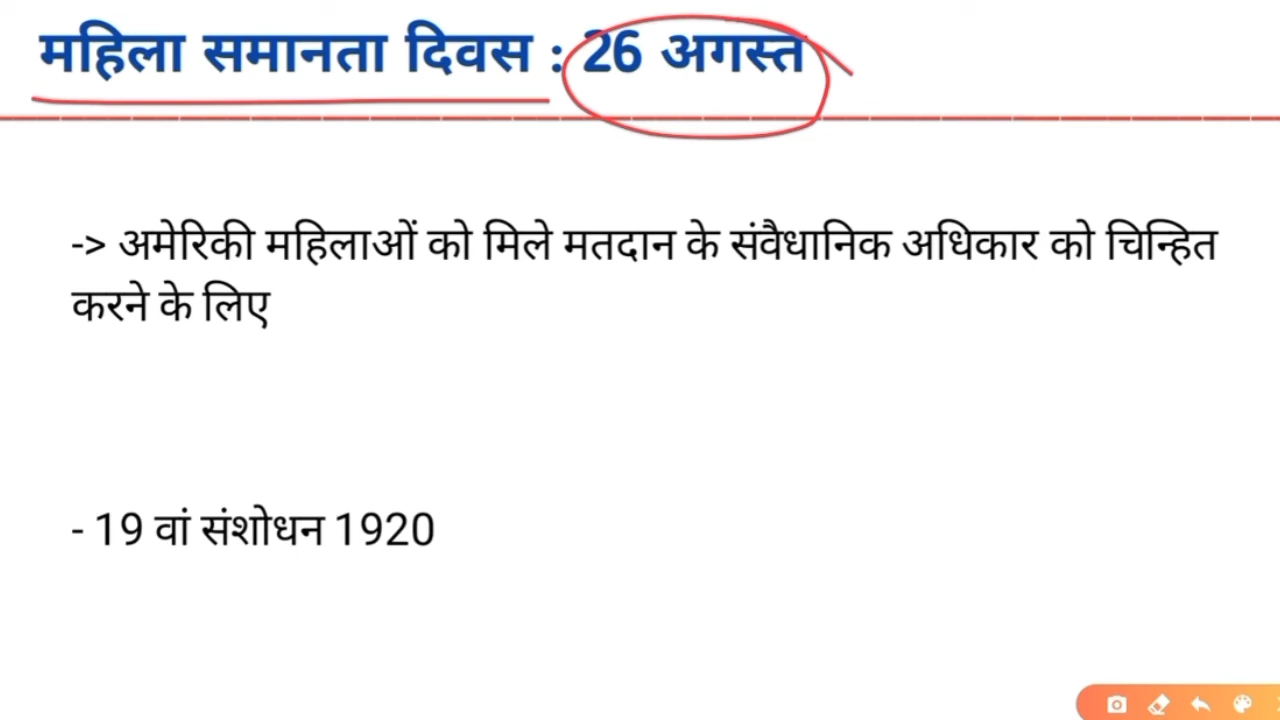 महिला समानता दिवस : 26 अगस्त
-> अमेरिकी महिलाओं को मिले मतदान के संवैधानिक अधिकार को चिन्हित
करने के लिए
- 19 वां संशोधन 1920